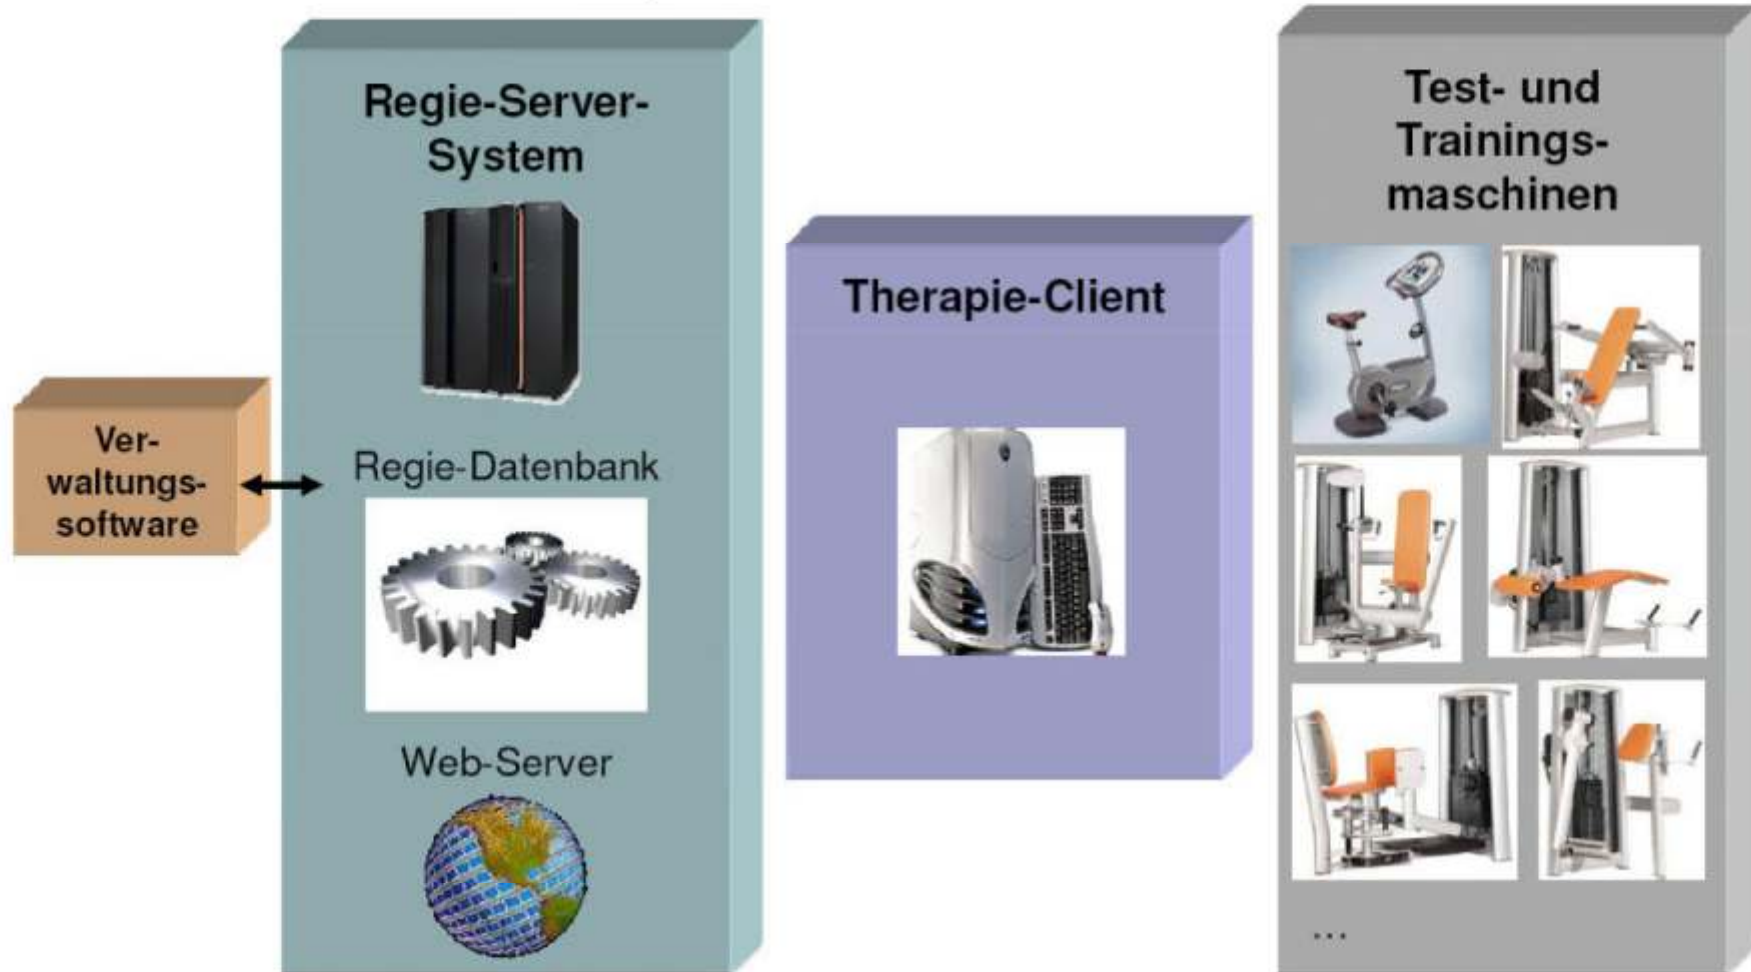 Ver-
waltungs-
software
Regie-Server-
System
Regie-Datenbank
Web-Server
Therapie-Client
Test- und
Trainings-
maschinen
...